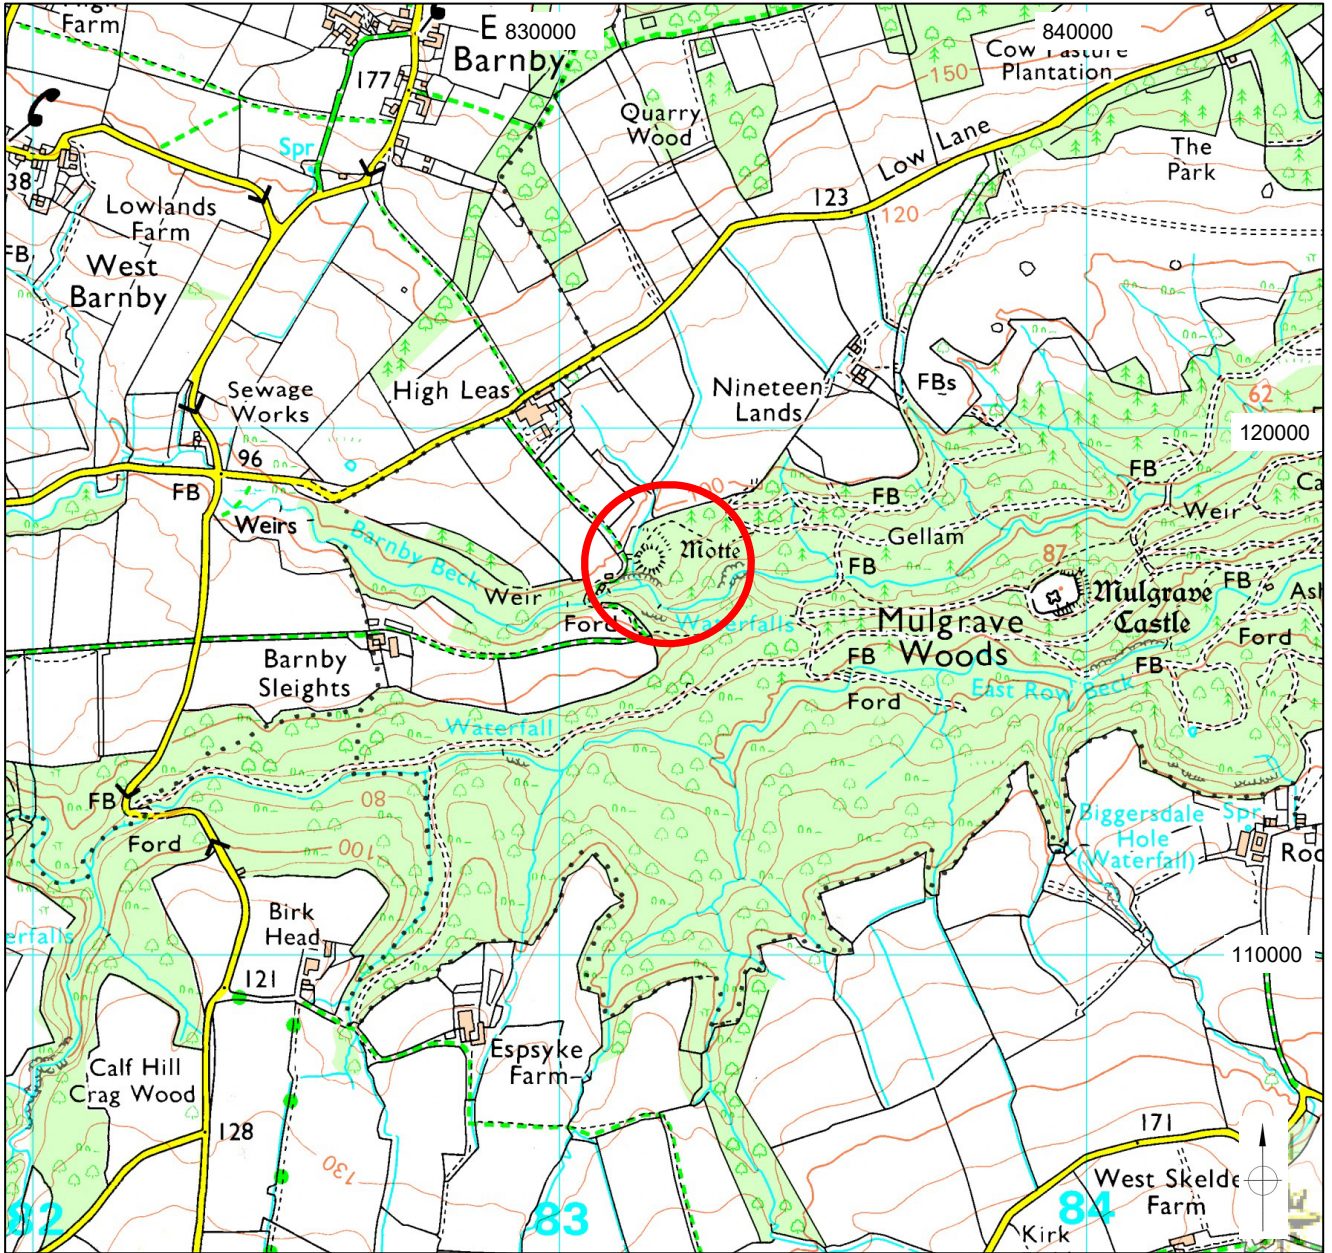 Farm
E
Barnby
830000
840000
Cow Pasture
Plantation
177
150
Quarry
Wood
Low Lane
Spr
The
Park
38
Lowlands
Farm
123
120
FB
West
Barnby
Sewage
Works
High Leas
Nineteen
Lands
FBs
62
120000
96
FB
FB
FB
100
Ca
Weirs
Weir
Barnby Beck
Motte
Gellam
87
FB
FB
Weir
Mulgrave
Castle
Ash
Ford
Waterfalls
Mulgrave
Woods
Ford
FB
FB
Barnby
Sleights
East Row Beck
Ford
Waterfall
FB
80
Ford
100
Biggersdale
Hole
(Waterfall)
Spr
Roc
Birk
Head
erfalls
110000
121
Espsyke
Farm
Calf Hill
Crag Wood
128
171
130
West Skelde
Farm
82
83
84
Kirk